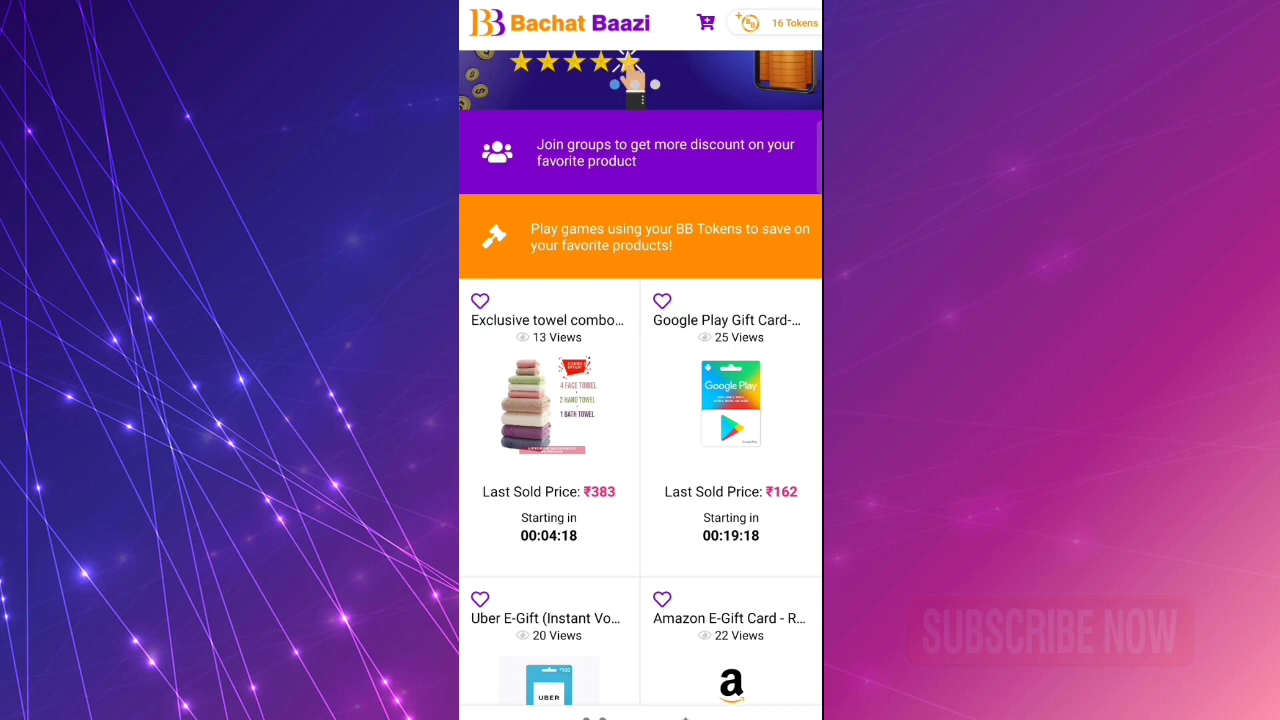 BB Bachat Baazi
16 Tokens
Join groups to get more discount on your
favorite product
Play games using your BB Tokens to save on
your favorite products!
Exclusive towel combo...
13 Views
4 FACE TOWEL
2 HAND TOWEL
1 BATH TOWEL
Last Sold Price: ₹383
Starting in
00:04:18
Google Play Gift Card-...
25 Views
Google Play
Last Sold Price: ₹162
Starting in
00:19:18
Uber E-Gift (Instant Vo...
20 Views
UBER
Amazon E-Gift Card - R...
22 Views
a
SUBSCRIBE NOW